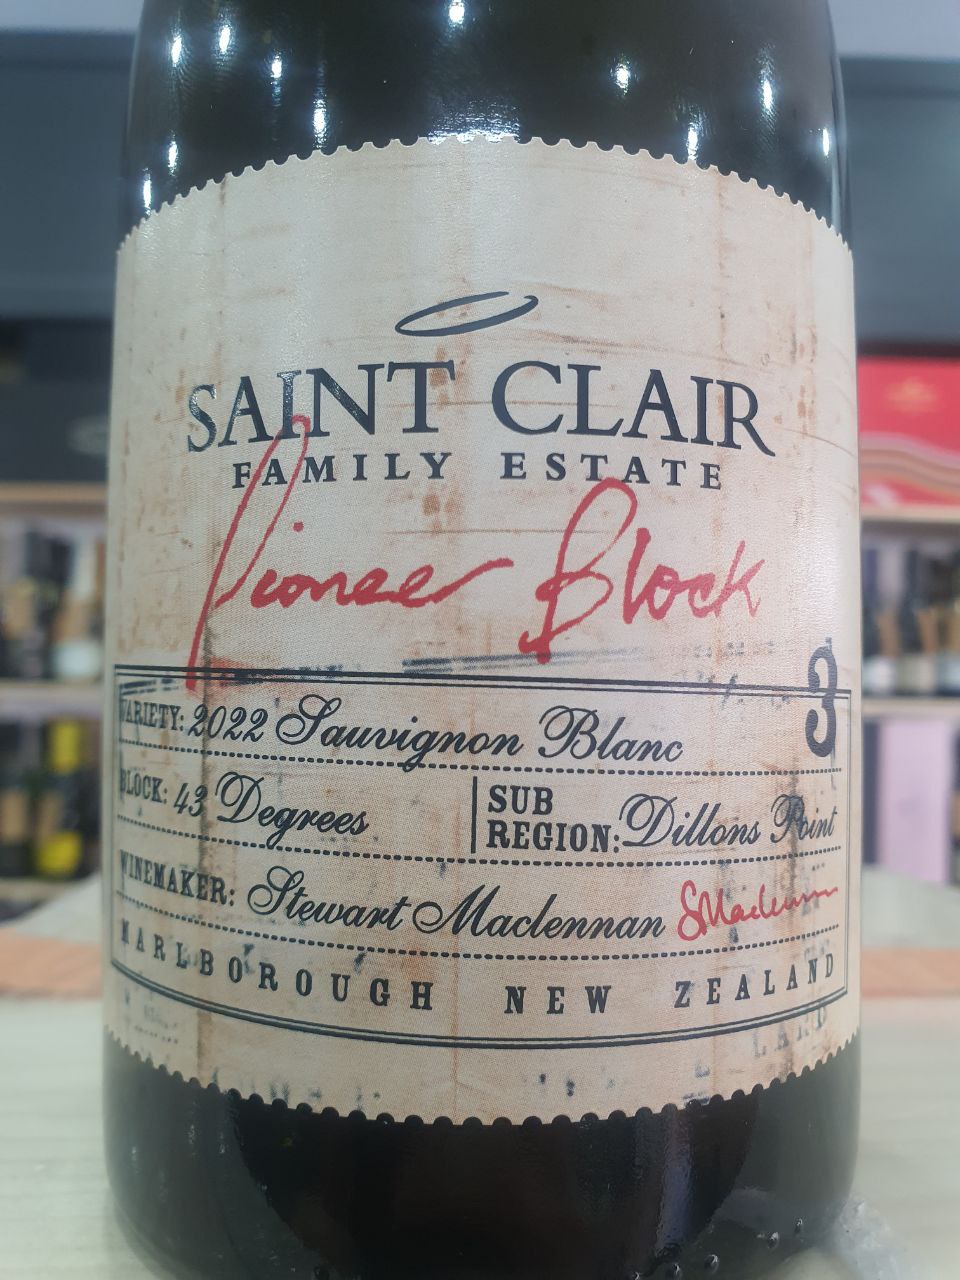 SAINT CLAIR
FAMILY ESTATE
Pioneer Block
3
VARIETY: 2022 Sauvignon Blanc
BLOCK: 43 Degrees
SUB REGION: Dillons Point
WINEMAKER: Stewart Maclennan SMaclennan
MARLBOROUGH NEW ZEALAND